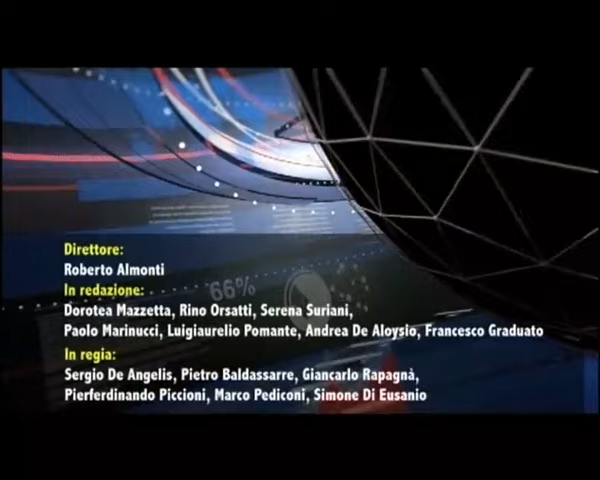 Direttore:
Roberto Almonti
66%
In redazione:
Dorotea Mazzetta, Rino Orsatti, Serena Suriani,
Paolo Marinucci, Luigiaurelio Pomante, Andrea De Aloysio, Francesco Graduato
In regia:
Sergio De Angelis, Pietro Baldassarre, Giancarlo Rapagnà,
Pierferdinando Piccioni, Marco Pediconi, Simone Di Eusanio